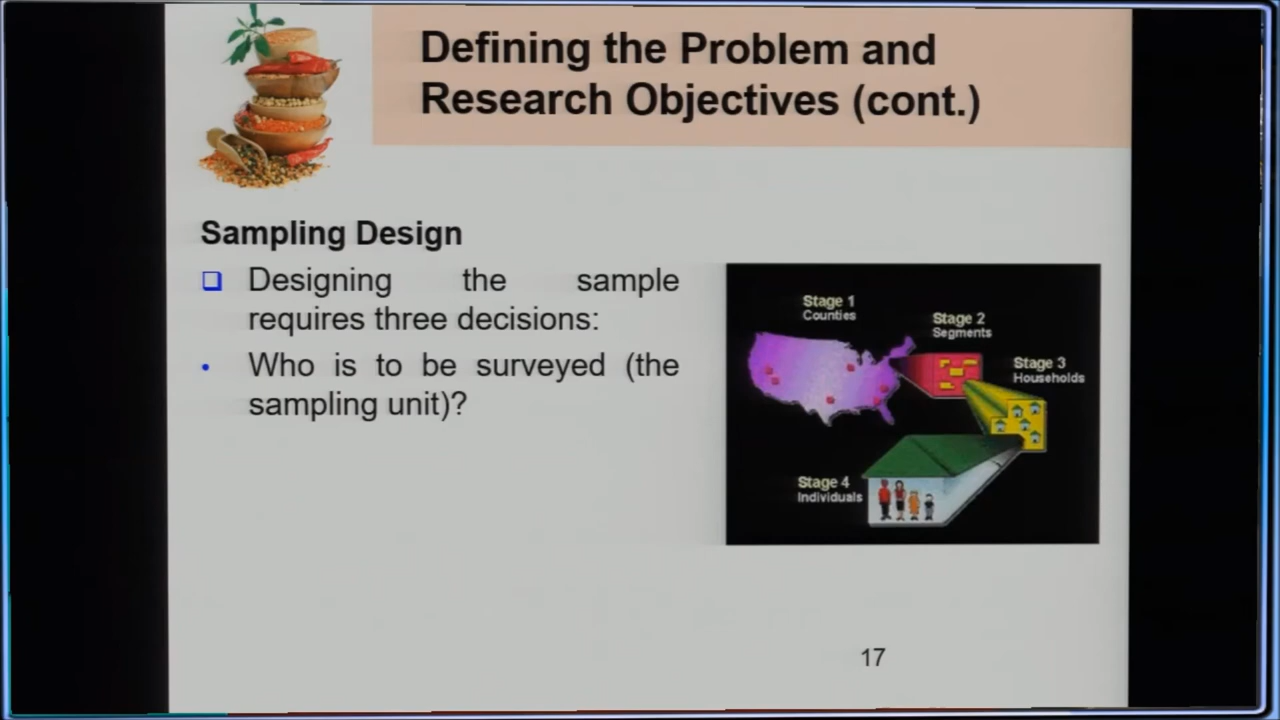 Defining the Problem and
Research Objectives (cont.)
Sampling Design
Designing the sample
requires three decisions:
Who is to be surveyed (the
sampling unit)?
Stage 1
Counties
Stage 2
Segments
Stage 3
Households
Stage 4
Individuals
17